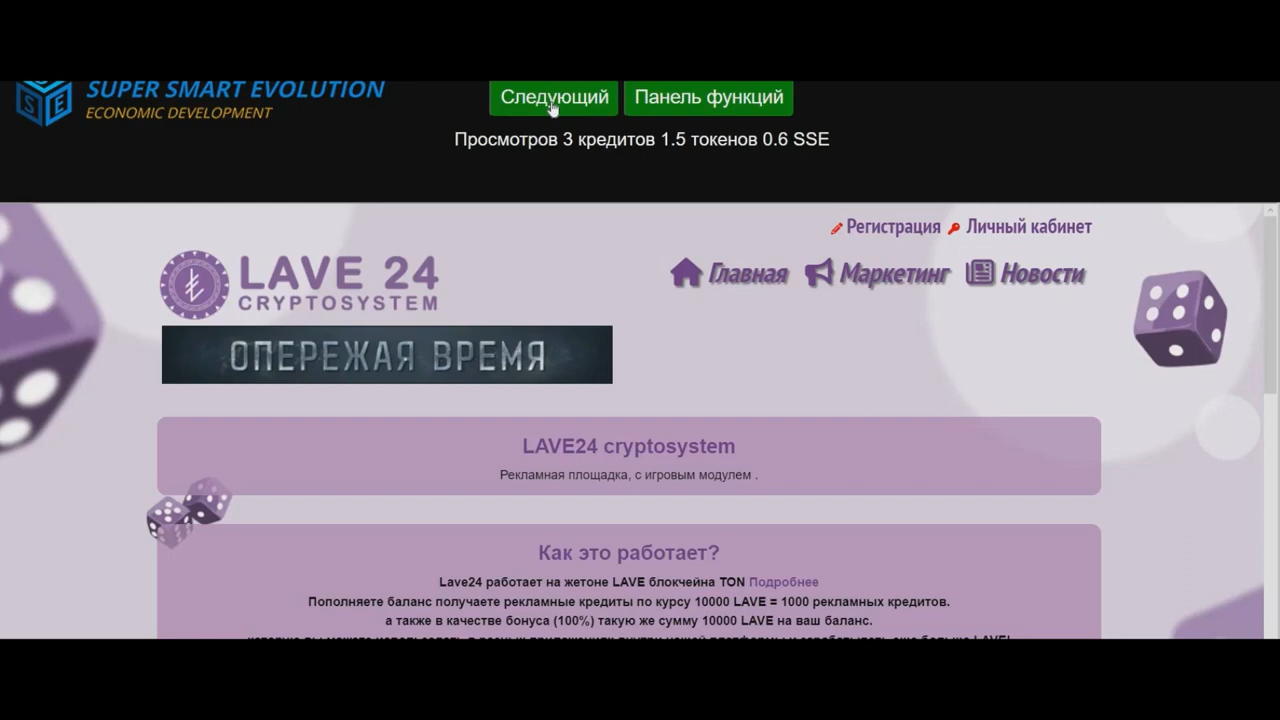 SUPER SMART EVOLUTION
ECONOMIC DEVELOPMENT
Следующий
Панель функций
Просмотров 3 кредитов 1.5 токенов 0.6 SSE
Регистрация
Личный кабинет
LAVE 24
CRYPTOSYSTEM
Главная
Маркетинг
Новости
ОПЕРЕЖАЯ ВРЕМЯ
LAVE24 cryptosystem
Рекламная площадка, с игровым модулем .
Как это работает?
Lave24 работает на жетоне LAVE блокчейна TON Подробнее
Пополняете баланс получаете рекламные кредиты по курсу 10000 LAVE = 1000 рекламных кредитов.
а также в качестве бонуса (100%) такую же сумму 10000 LAVE на ваш баланс.